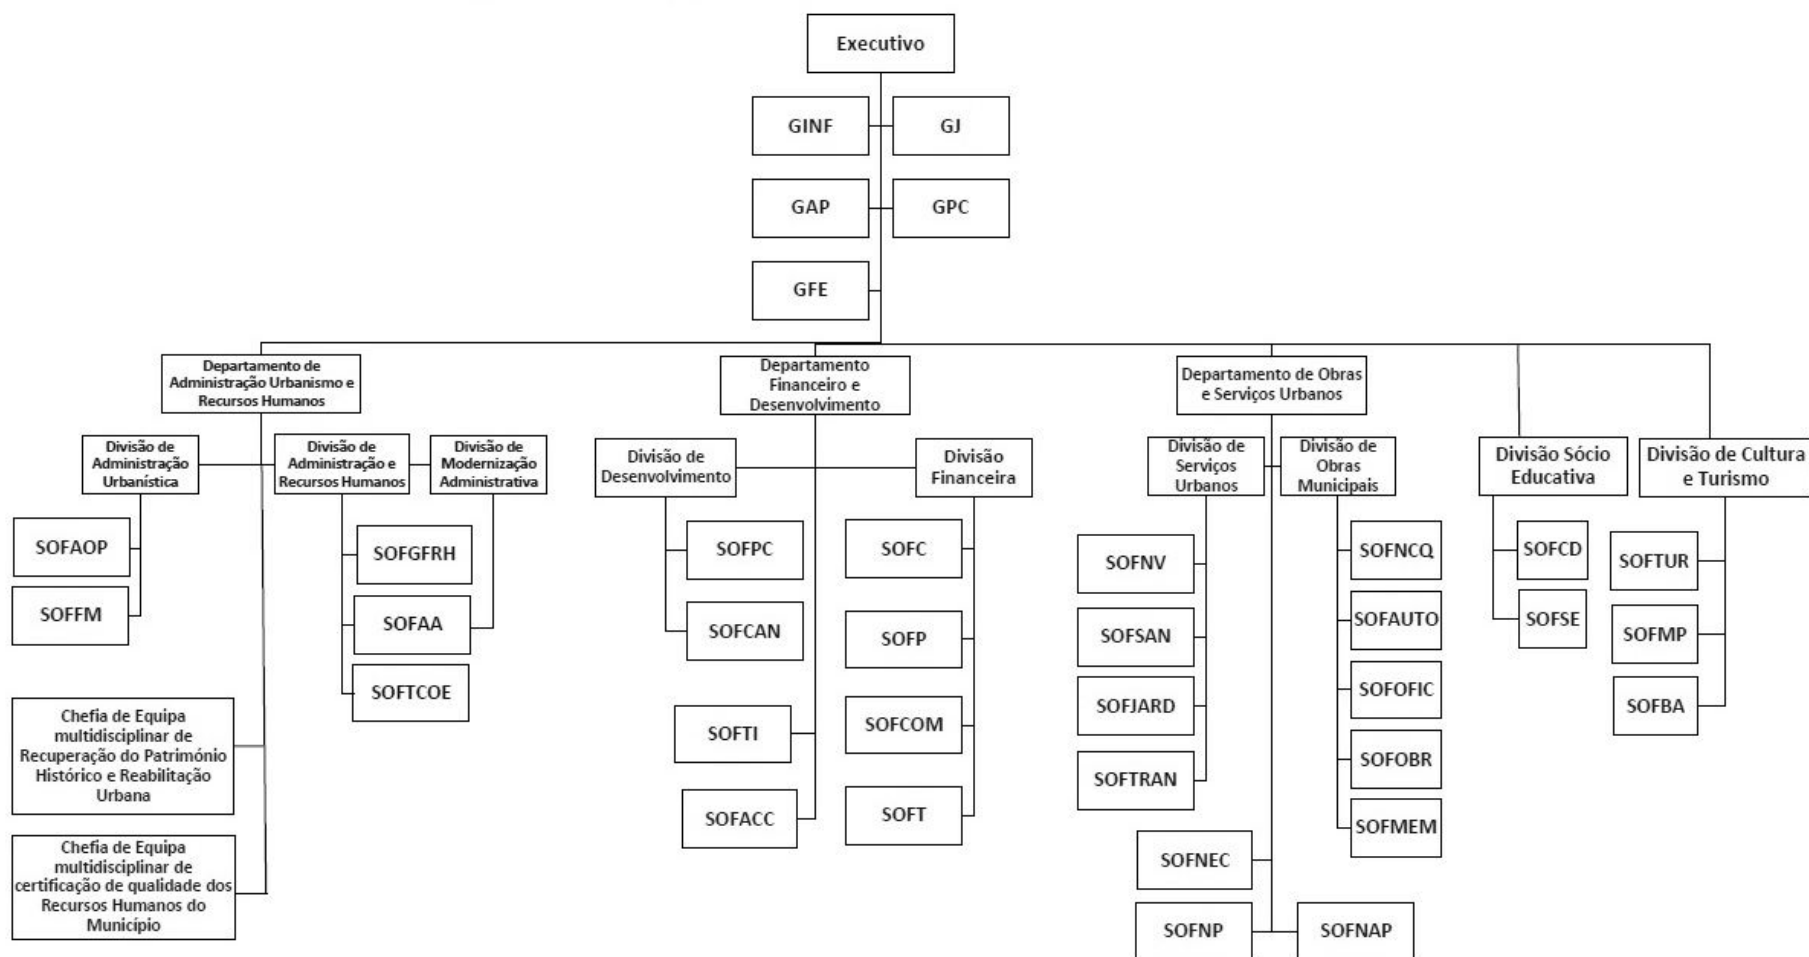 Executivo
GINF
GJ
GAP
GPC
GFE
Departamento de
Administração Urbanismo e
Recursos Humanos
Departamento
Financeiro e
Desenvolvimento
Departamento de Obras
e Serviços Urbanos
Divisão de
Administração
Urbanística
Divisão de
Administração e
Recursos Humanos
Divisão de
Modernização
Administrativa
Divisão de
Desenvolvimento
Divisão
Financeira
Divisão de
Serviços
Urbanos
Divisão de
Obras
Municipais
Divisão Sócio
Educativa
Divisão de Cultura
e Turismo
SOFAOP
SOFFM
SOFGFRH
SOFAA
SOFTCOE
SOFPC
SOFCAN
SOFTI
SOFACC
SOFC
SOFP
SOFCOM
SOFT
SOFNV
SOFSAN
SOFJARD
SOFTRAN
SOFNCQ
SOFAUTO
SOFOFIC
SOFOBR
SOFMEM
SOFCD
SOFSE
SOFTUR
SOFMP
SOFBA
Chefia de Equipa
multidisciplinar de
Recuperação do Património
Histórico e Reabilitação
Urbana
Chefia de Equipa
multidisciplinar de
certificação de qualidade dos
Recursos Humanos do
Município
SOFNEC
SOFNP
SOFNAP